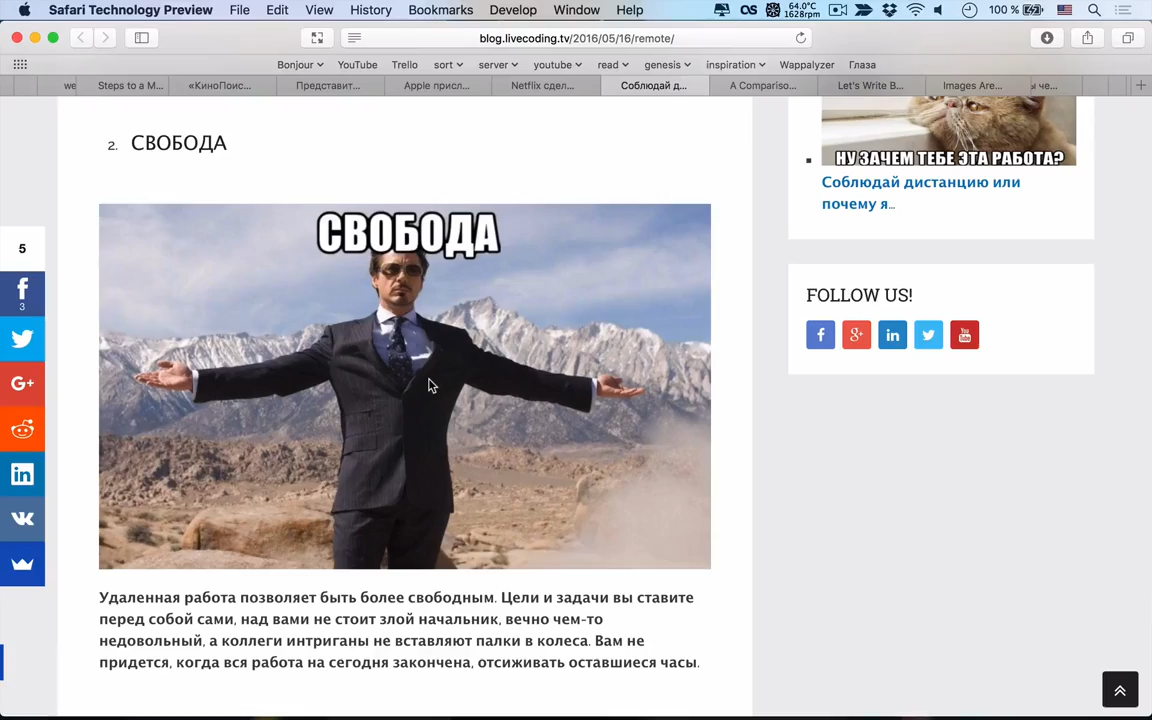 Safari Technology Preview File Edit View History Bookmarks Develop Window Help
64.0°C
1628rpm
100 %
blog.livecoding.tv/2016/05/16/remote/
Bonjour YouTube Trello sort server youtube read genesis inspiration Wappalyzer Глаза
we Steps to a M... «КиноПоис... Представит... Apple присл... Netflix сдел... Соблюдай д... A Compariso... Let's Write B... Images Are... ы че...
2. СВОБОДА
СВОБОДА
Удаленная работа позволяет быть более свободным. Цели и задачи вы ставите
перед собой сами, над вами не стоит злой начальник, вечно чем-то
недовольный, а коллеги интриганы не вставляют палки в колеса. Вам не
придется, когда вся работа на сегодня закончена, отсиживать оставшиеся часы.
5
3
НУ ЗАЧЕМ ТЕБЕ ЭТА РАБОТА?
Соблюдай дистанцию или
почему я...
FOLLOW US!